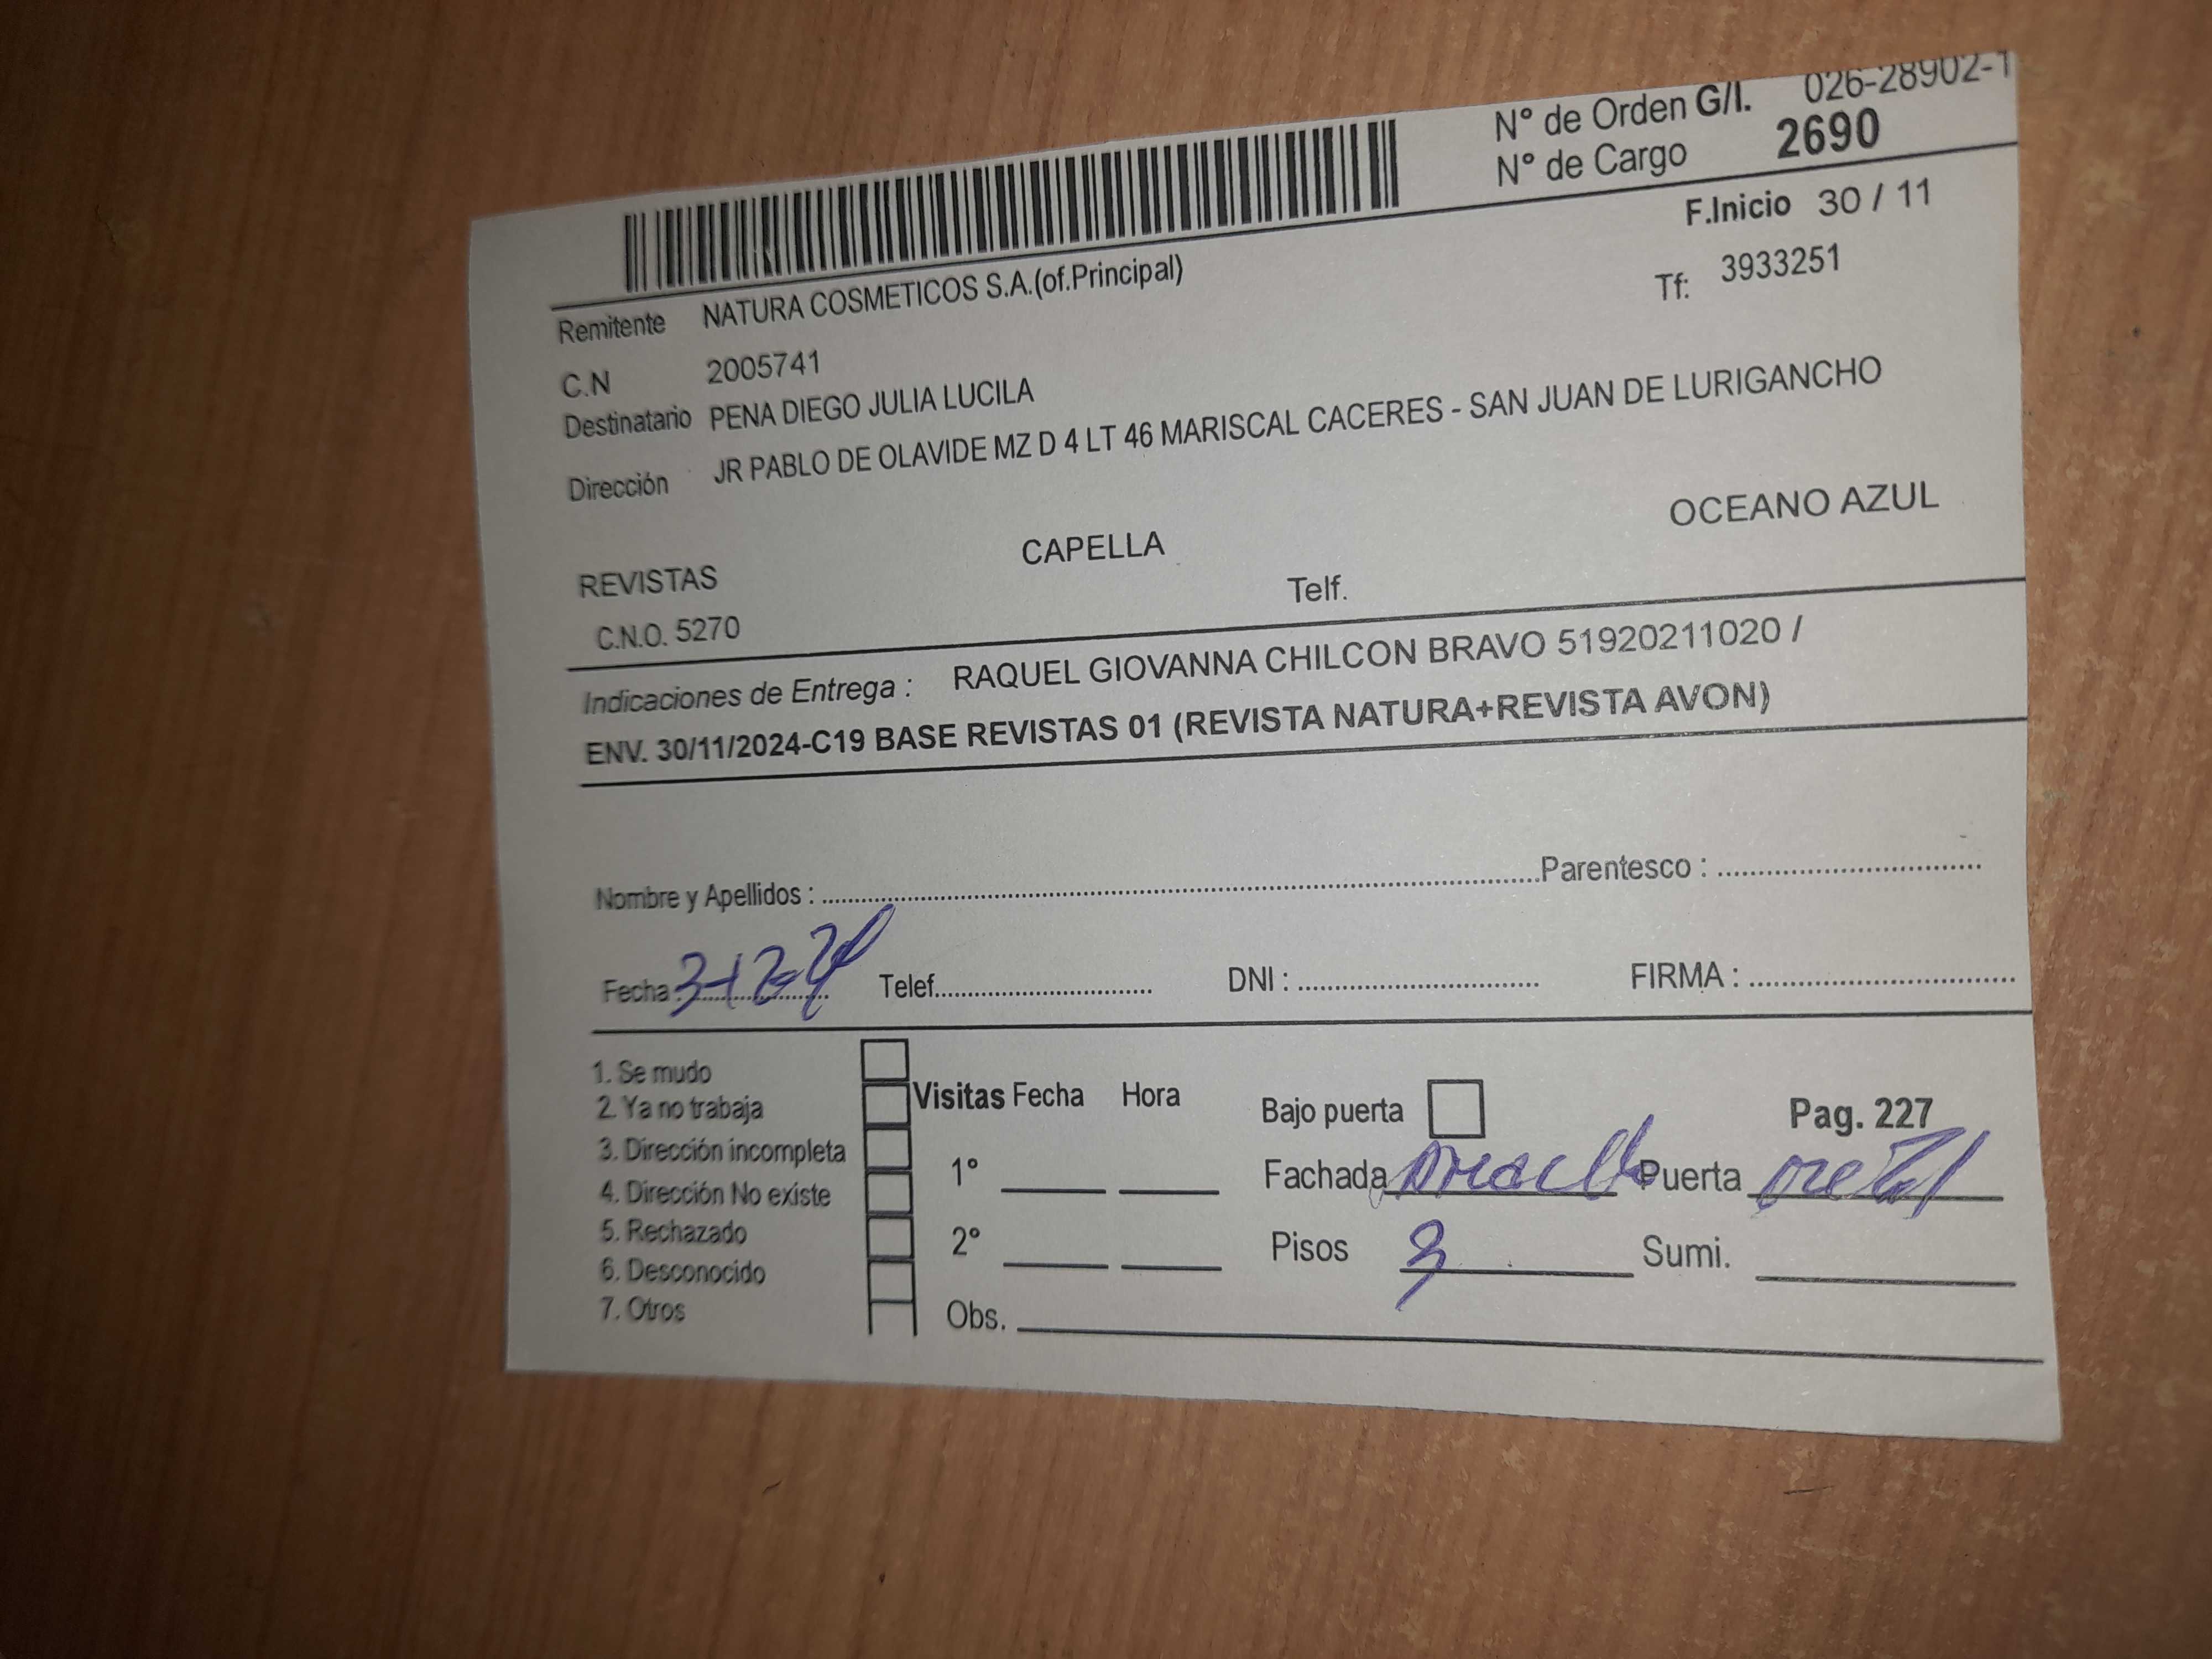 Nº de Orden G/I. 026-28902-1
Nº de Cargo 2690
F.Inicio 30 / 11
Remitente NATURA COSMETICOS S.A.(of.Principal) Tf: 3933251
C.N 2005741
Destinatario PENA DIEGO JULIA LUCILA
Dirección JR PABLO DE OLAVIDE MZ D 4 LT 46 MARISCAL CACERES - SAN JUAN DE LURIGANCHO
REVISTAS CAPELLA OCEANO AZUL
C.N.O. 5270 Telf.
Indicaciones de Entrega : RAQUEL GIOVANNA CHILCON BRAVO 51920211020 /
ENV. 30/11/2024-C19 BASE REVISTAS 01 (REVISTA NATURA+REVISTA AVON)
Nombre y Apellidos : Parentesco :
Fecha : 3-12-24 Telef. DNI : FIRMA :
1. Se mudo
2. Ya no trabaja Visitas Fecha Hora Bajo puerta Pag. 227
3. Dirección incompleta
4. Dirección No existe 1º Fachada Puerta
5. Rechazado 2º Pisos 3 Sumi.
6. Desconocido
7. Otros Obs.